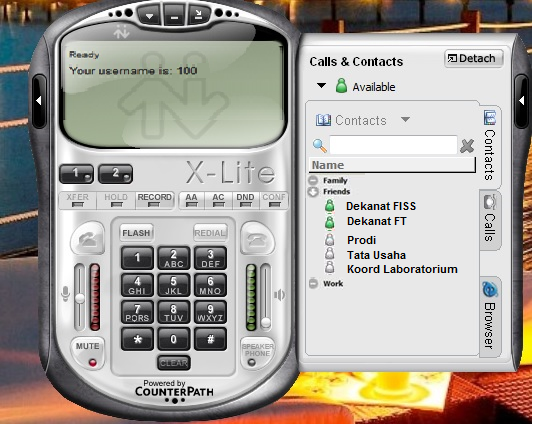 Ready
Your username is: 100
1 2
X-Lite
XFER HOLD RECORD AA AC DND CONF
FLASH REDIAL
1 2 ABC 3 DEF
4 GHI 5 JKL 6 MNO
7 PQRS 8 TUV 9 WXYZ
* 0 #
MUTE CLEAR SPEAKER PHONE
Powered by
COUNTERPATH
Calls & Contacts
Detach
Available
Contacts
Name
Family
Friends
Dekanat FISS
Dekanat FT
Prodi
Tata Usaha
Koord Laboratorium
Work
Contacts
Calls
Browser